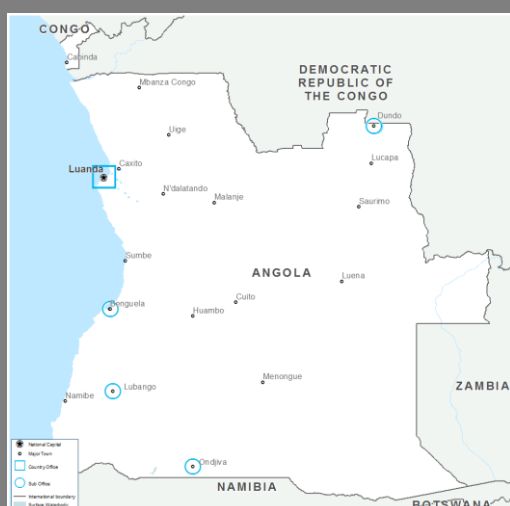 CONGO
Cabinda
DEMOCRATIC
REPUBLIC OF
THE CONGO
Mbanza Congo
Dundo
Uige
Lucapa
Caxito
Luanda
N'dalatando
Malanje
Saurimo
Sumbe
ANGOLA
Luena
Cuito
Benguela
Huambo
Menongue
Lubango
ZAMBIA
Namibe
Ondjiva
National Capital
Major Town
Country Office
Sub Office
International boundary
Surface Waterbody
NAMIBIA
BOTSWANA